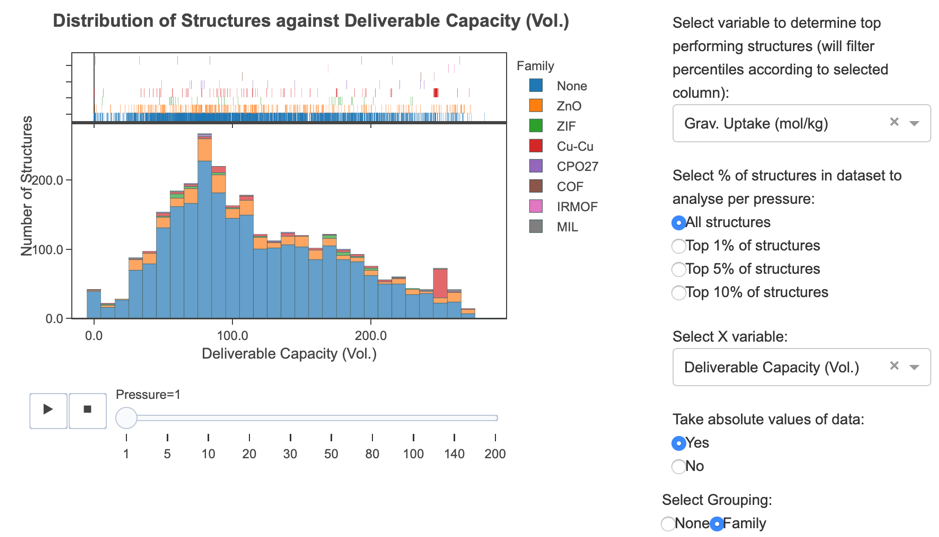 Distribution of Structures against Deliverable Capacity (Vol.)
Number of Structures
200.0
100.0
0.0
0.0
100.0
200.0
Deliverable Capacity (Vol.)
Family
None
ZnO
ZIF
Cu-Cu
CPO27
COF
IRMOF
MIL
Pressure=1
1 5 10 20 30 50 80 100 140 200
Select variable to determine top
performing structures (will filter
percentiles according to selected
column):
Grav. Uptake (mol/kg)
Select % of structures in dataset to
analyse per pressure:
All structures
Top 1% of structures
Top 5% of structures
Top 10% of structures
Select X variable:
Deliverable Capacity (Vol.)
Take absolute values of data:
Yes
No
Select Grouping:
None Family